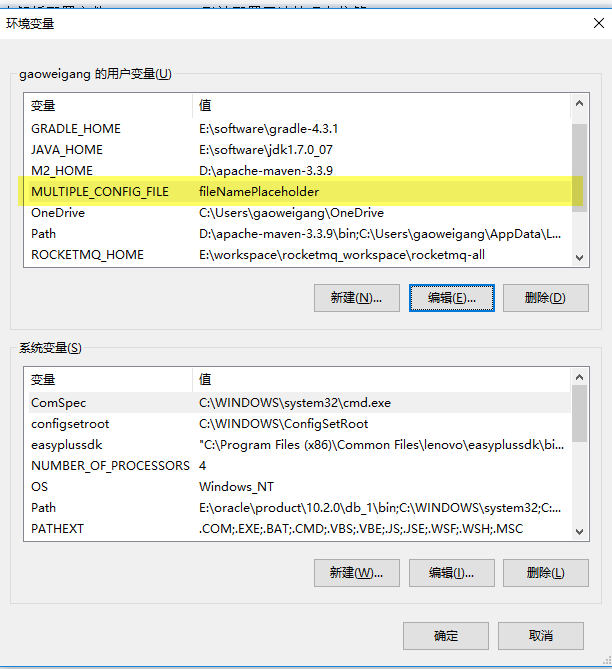 环境变量
gaoweigang 的用户变量(U)
变量 值
GRADLE_HOME E:\software\gradle-4.3.1
JAVA_HOME E:\software\jdk1.7.0_07
M2_HOME D:\apache-maven-3.3.9
MULTIPLE_CONFIG_FILE fileNamePlaceholder
OneDrive C:\Users\gaoweigang\OneDrive
Path D:\apache-maven-3.3.9\bin;C:\Users\gaoweigang\AppData\L...
ROCKETMQ_HOME E:\workspace\rocketmq_workspace\rocketmq-all
新建(N)... 编辑(E)... 删除(D)
系统变量(S)
变量 值
ComSpec C:\WINDOWS\system32\cmd.exe
configsetroot C:\WINDOWS\ConfigSetRoot
easyplussdk "C:\Program Files (x86)\Common Files\lenovo\easyplussdk\bi...
NUMBER_OF_PROCESSORS 4
OS Windows_NT
Path E:\oracle\product\10.2.0\db_1\bin;C:\WINDOWS\system32;C:...
PATHEXT .COM;.EXE;.BAT;.CMD;.VBS;.VBE;.JS;.JSE;.WSF;.WSH;.MSC
新建(W)... 编辑(I)... 删除(L)
确定 取消